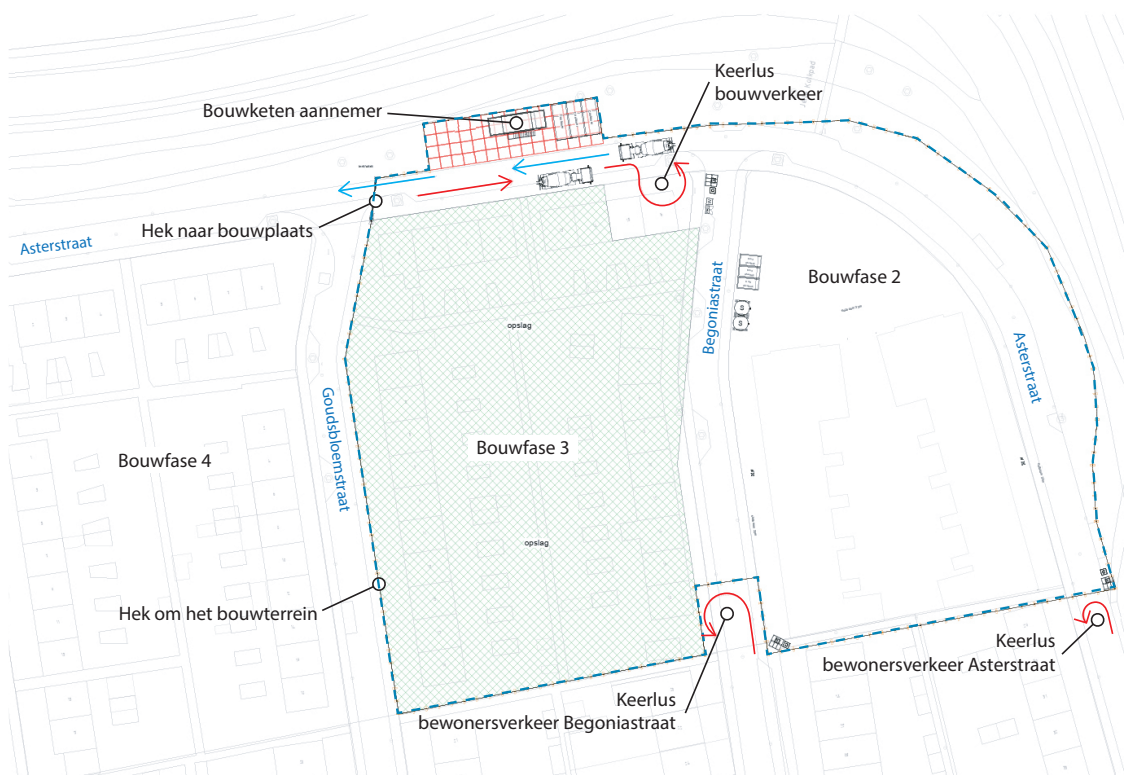 Keerlus
bouwverkeer
Bouwketen aannemer
Hek naar bouwplaats
Asterstraat
Begoniastraat
Bouwfase 2
opslag
Asterstraat
Goudsbloemstraat
Bouwfase 3
Bouwfase 4
opslag
Hek om het bouwterrein
Keerlus
bewonersverkeer Asterstraat
Keerlus
bewonersverkeer Begoniastraat